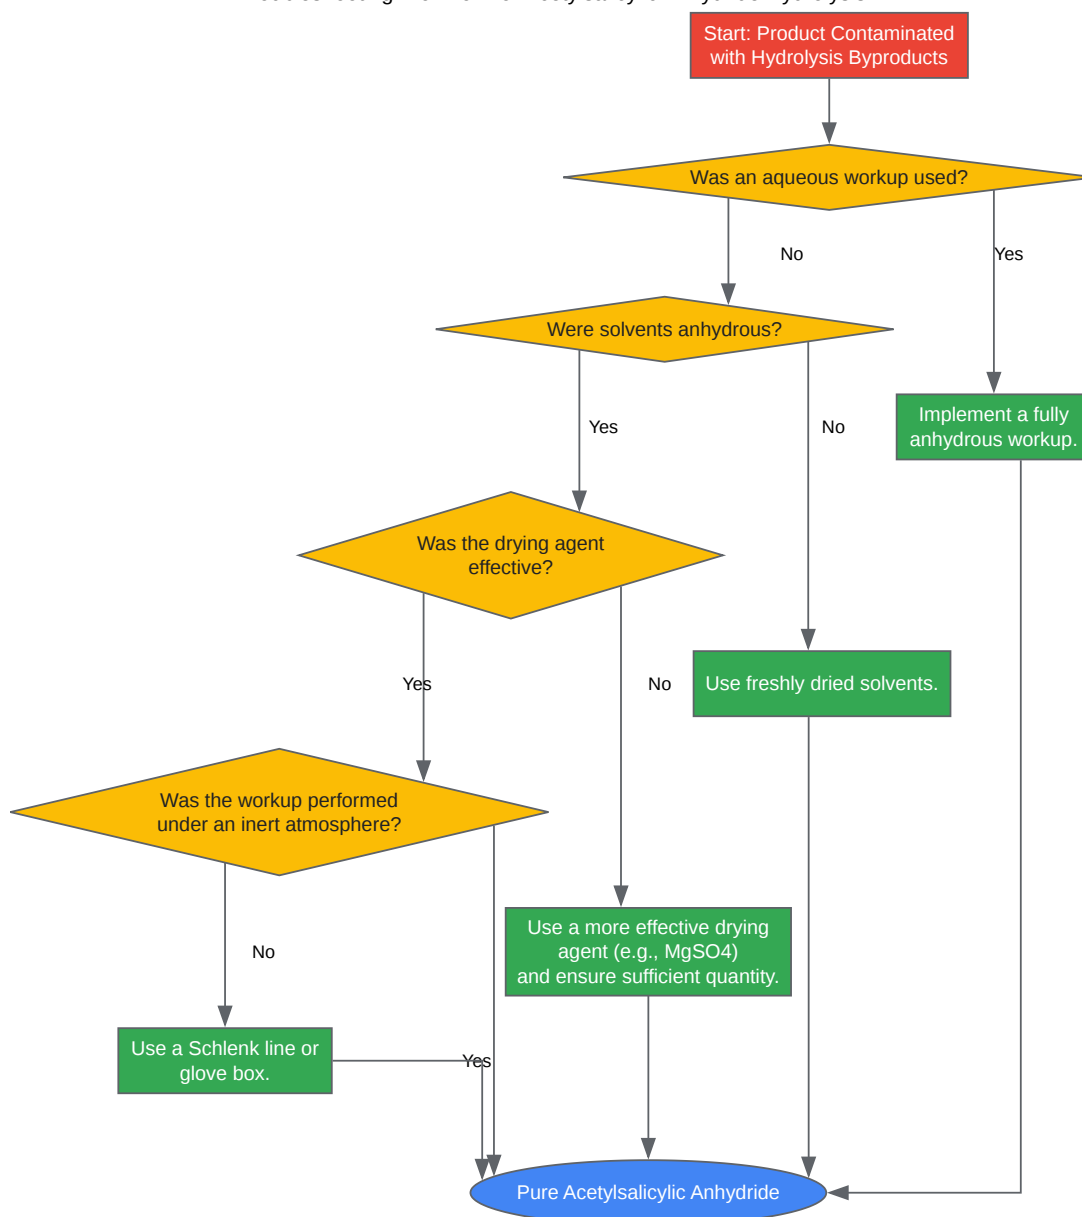 Start: Product Contaminated
with Hydrolysis Byproducts
Was an aqueous workup used?
No
Yes
Were solvents anhydrous?
Implement a fully
anhydrous workup.
Yes
No
Was the drying agent
effective?
Yes
No
Use freshly dried solvents.
Was the workup performed
under an inert atmosphere?
Use a more effective drying
agent (e.g., MgSO4)
and ensure sufficient quantity.
No
Use a Schlenk line or
glove box.
Yes
Pure Acetylsalicylic Anhydride